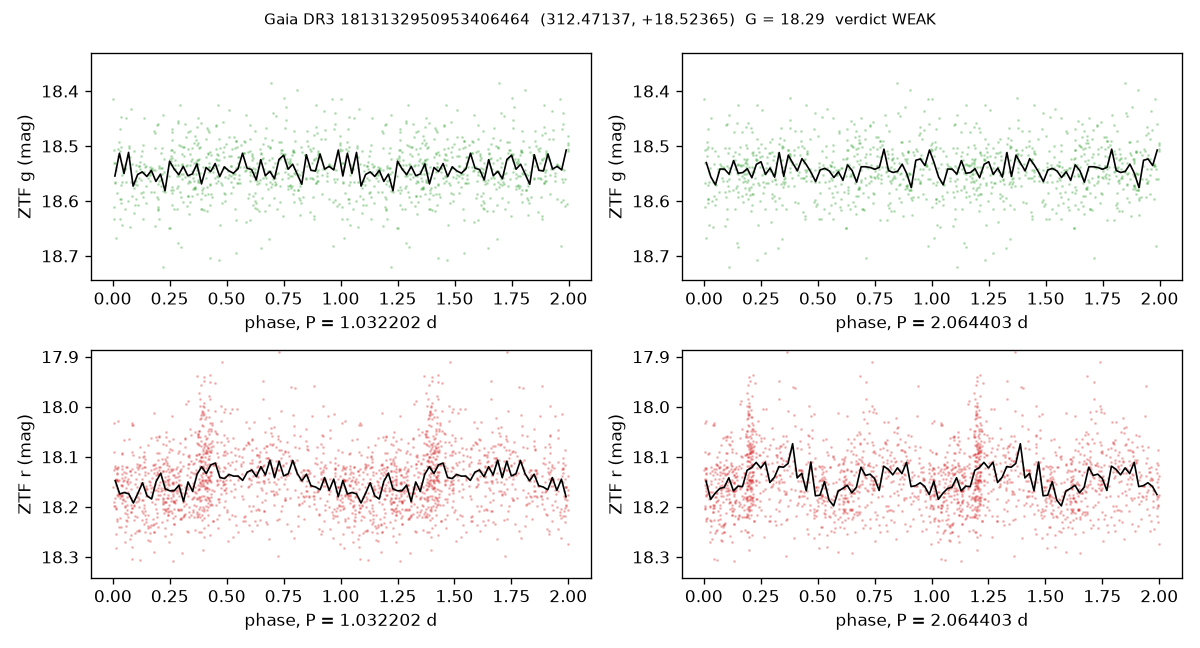 Gaia DR3 1813132950953406464 (312.47137, +18.52365) G = 18.29 verdict WEAK
ZTF g (mag)
18.4
18.5
18.6
18.7
0.00 0.25 0.50 0.75 1.00 1.25 1.50 1.75 2.00
phase, P = 1.032202 d
ZTF g (mag)
18.4
18.5
18.6
18.7
0.00 0.25 0.50 0.75 1.00 1.25 1.50 1.75 2.00
phase, P = 2.064403 d
ZTF r (mag)
17.9
18.0
18.1
18.2
18.3
0.00 0.25 0.50 0.75 1.00 1.25 1.50 1.75 2.00
phase, P = 1.032202 d
ZTF r (mag)
17.9
18.0
18.1
18.2
18.3
0.00 0.25 0.50 0.75 1.00 1.25 1.50 1.75 2.00
phase, P = 2.064403 d